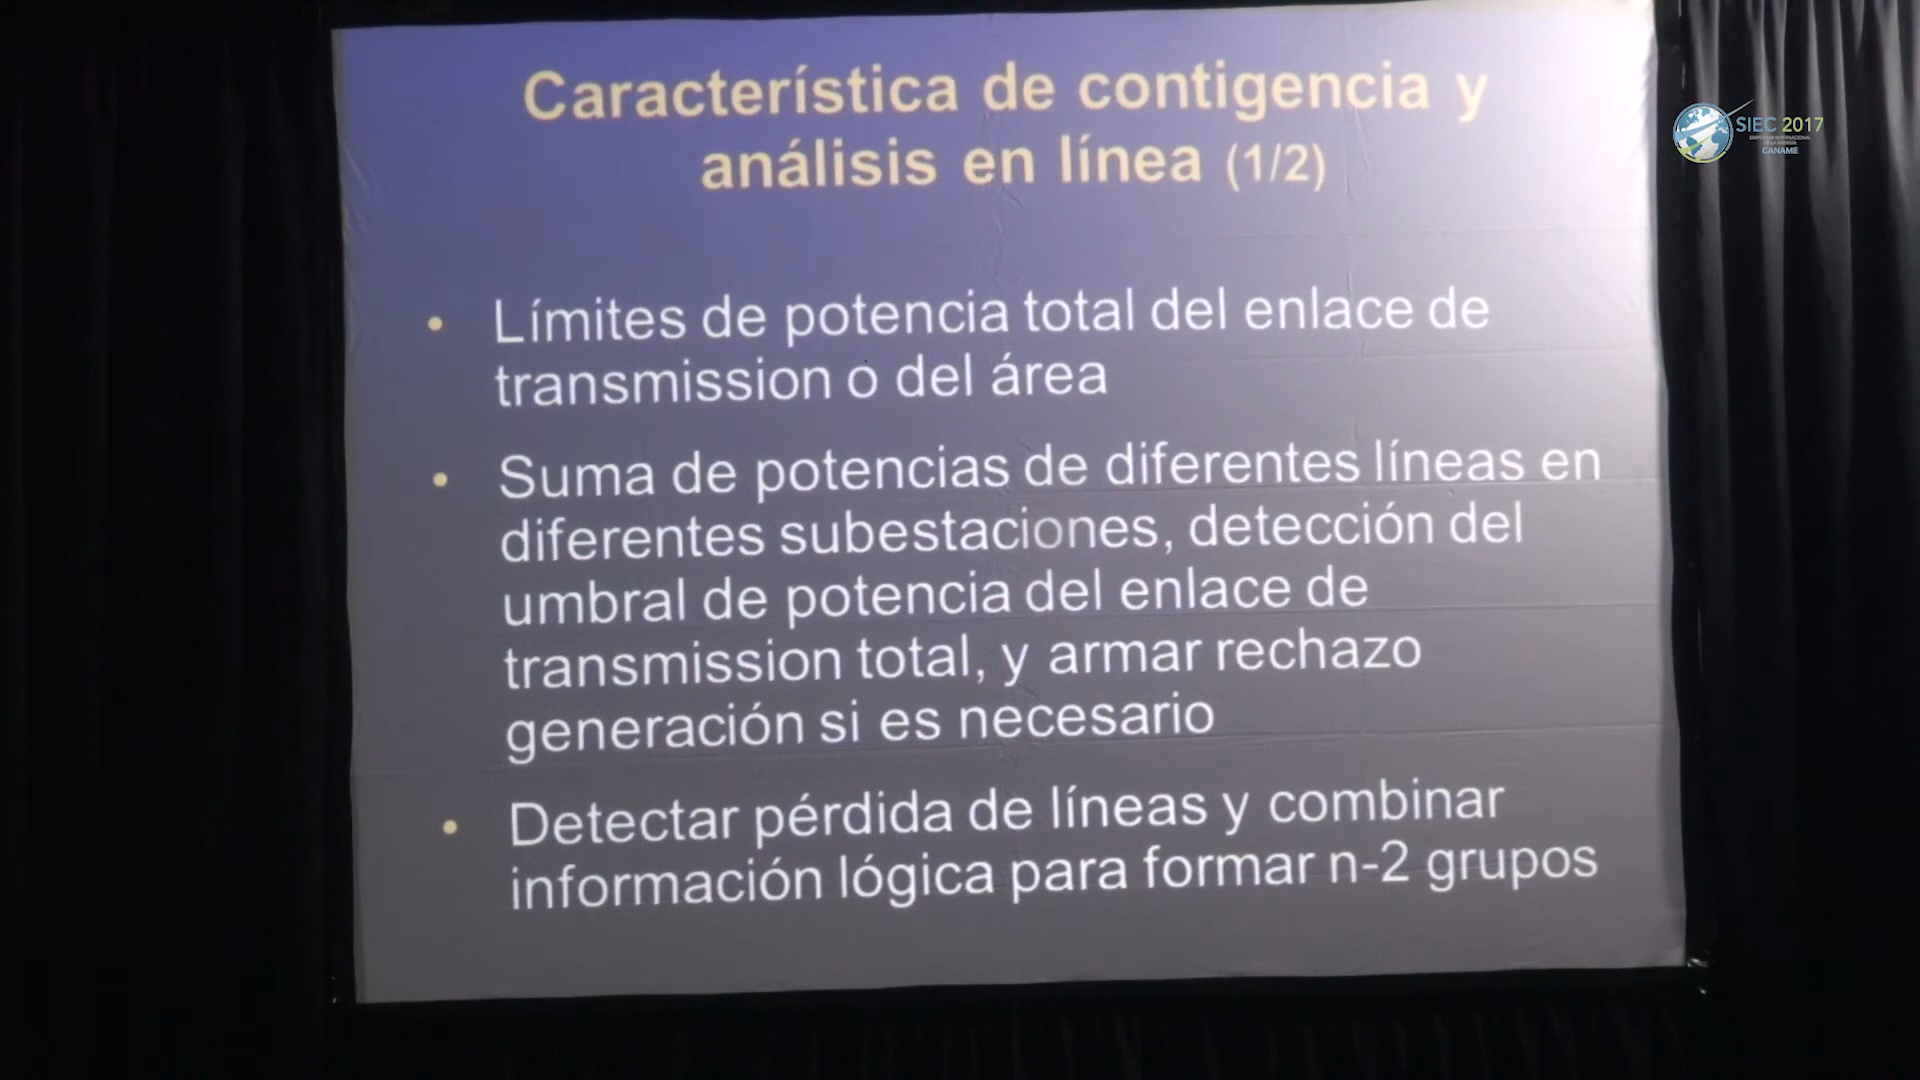 Característica de contigencia y
análisis en línea (1/2)
• Límites de potencia total del enlace de
transmission o del área
• Suma de potencias de diferentes líneas en
diferentes subestaciones, detección del
umbral de potencia del enlace de
transmission total, y armar rechazo
generación si es necesario
• Detectar pérdida de líneas y combinar
información lógica para formar n-2 grupos
SIEC 2017
CANAME